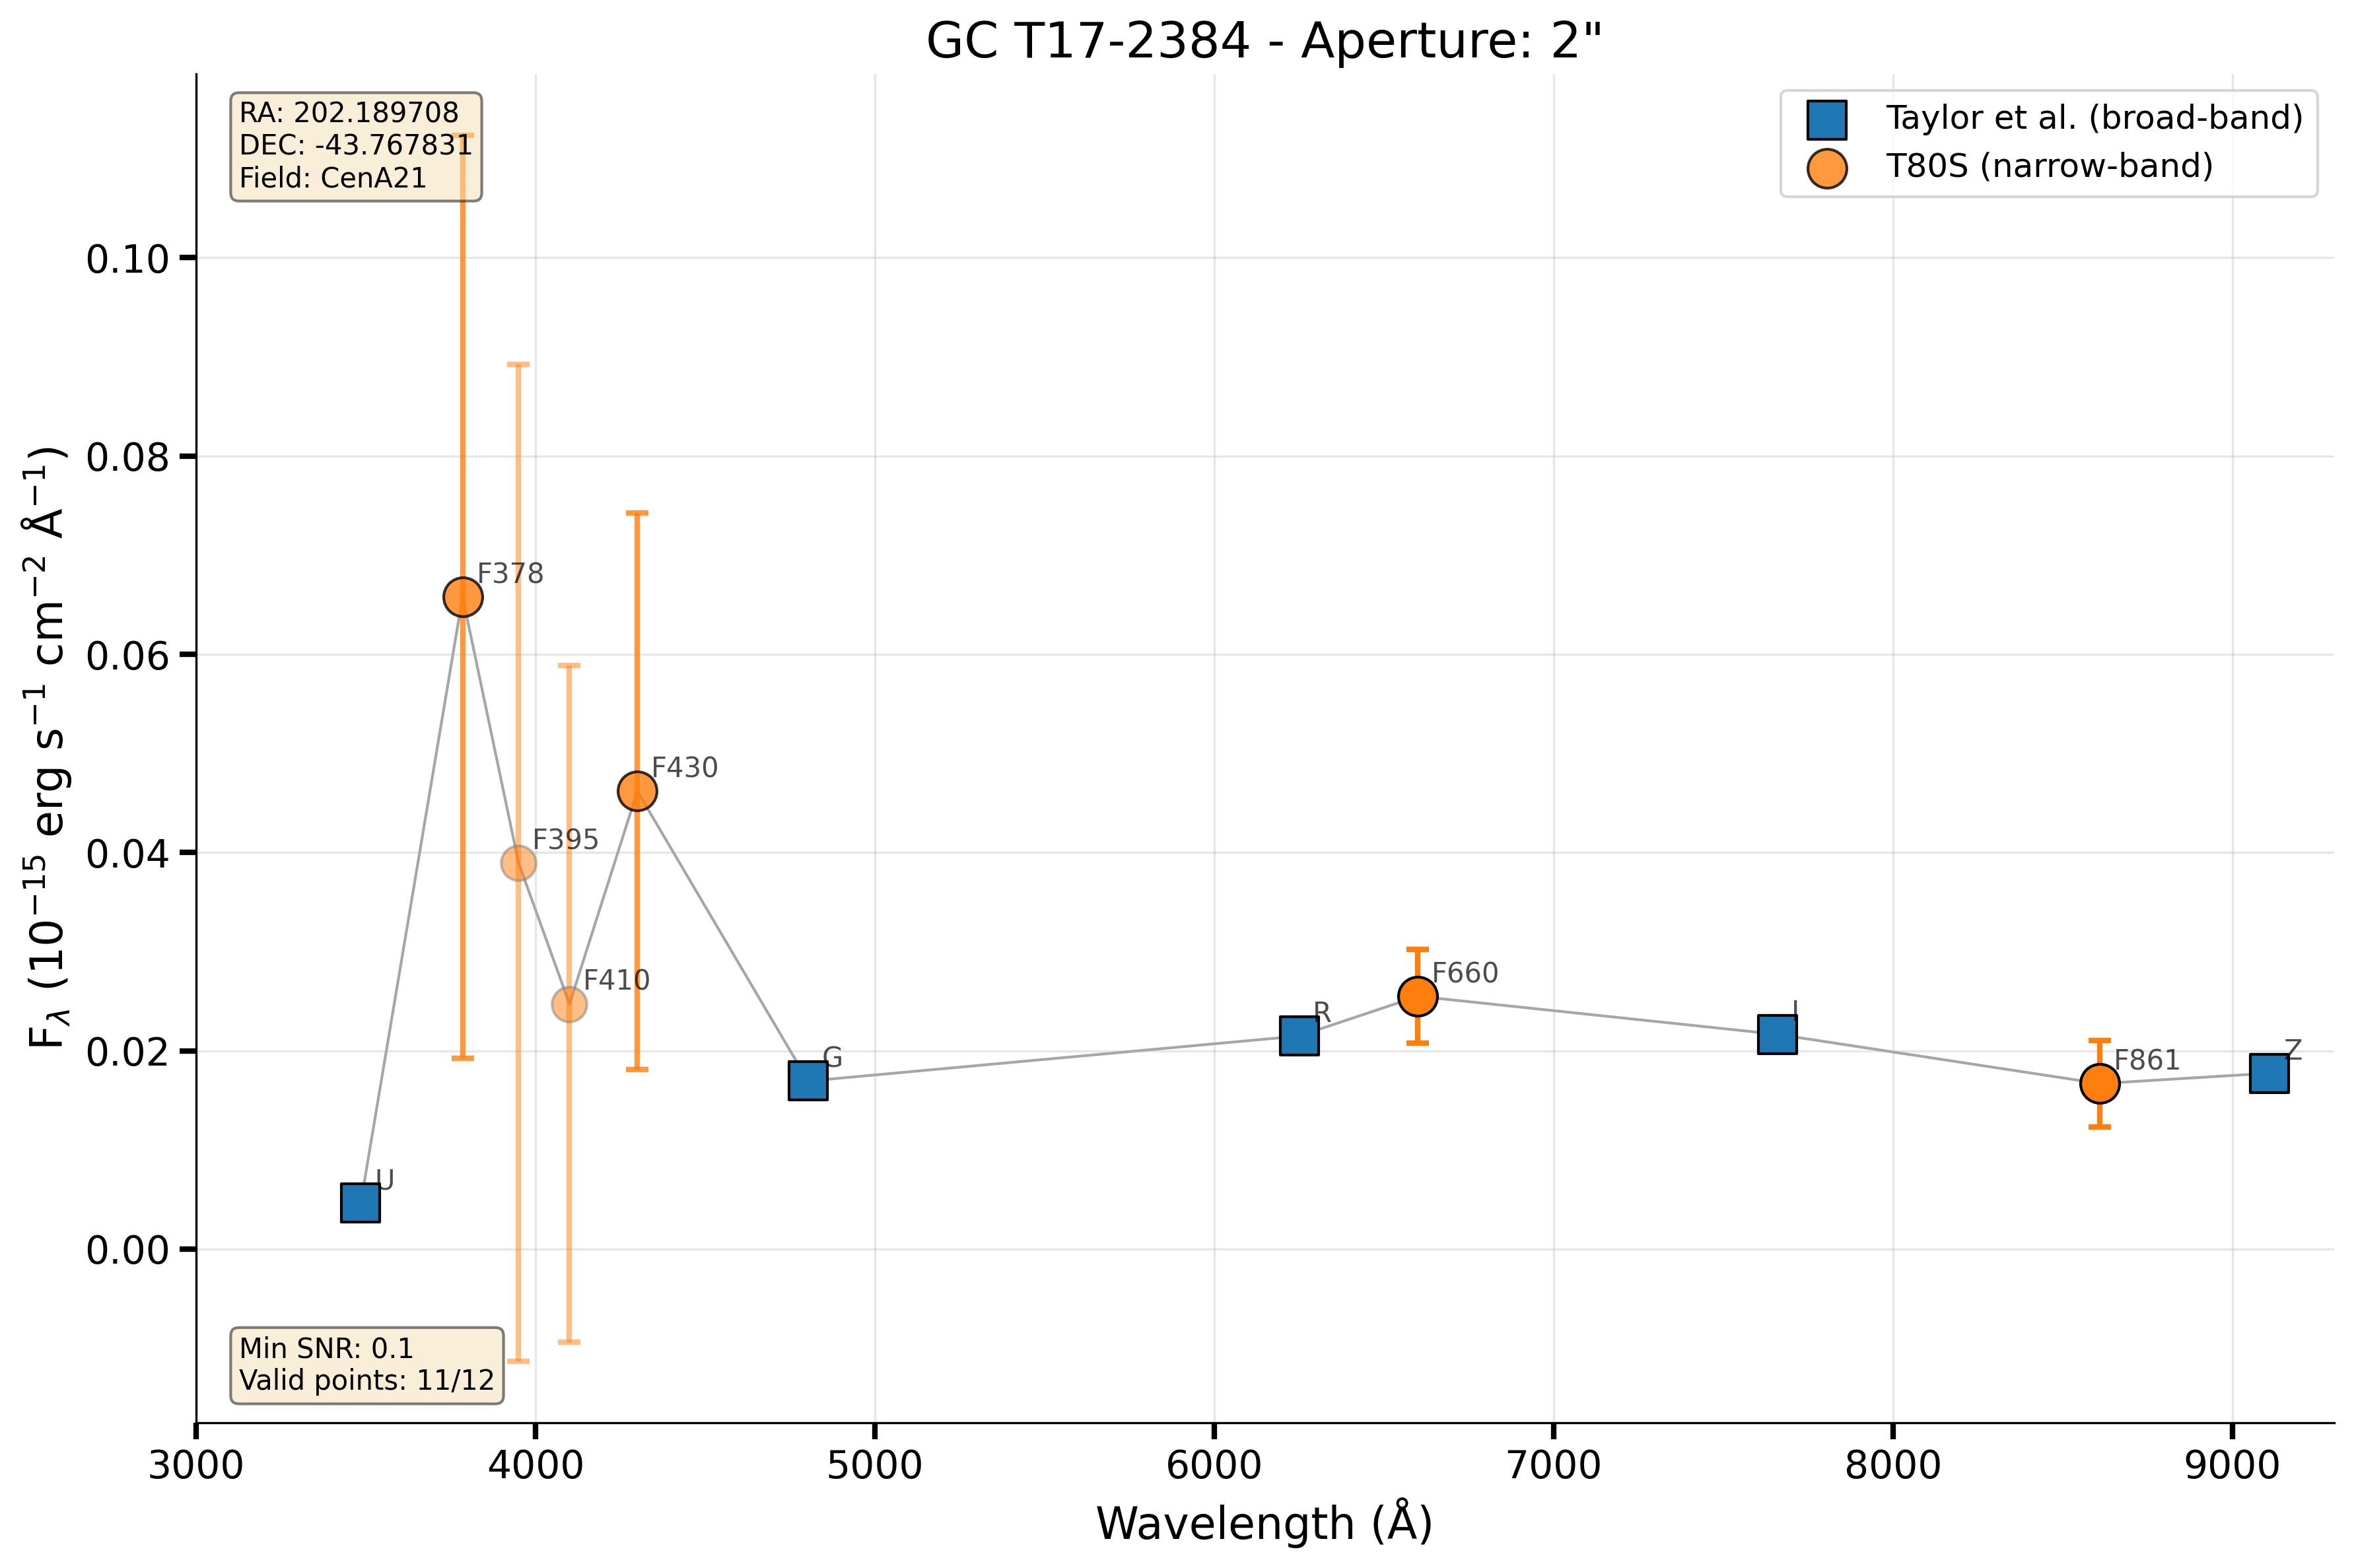 GC T17-2384 - Aperture: 2"
RA: 202.189708
DEC: -43.767831
Field: CenA21
Taylor et al. (broad-band)
T80S (narrow-band)
0.10
0.08
0.06
0.04
0.02
0.00
F$_{λ}$ (10$^{−15}$ erg s$^{−1}$ cm$^{−2}$ Å$^{−1}$)
F378
F430
F395
F410
F660
R
I
G
F861
Z
U
Min SNR: 0.1
Valid points: 11/12
3000 4000 5000 6000 7000 8000 9000
Wavelength (Å)